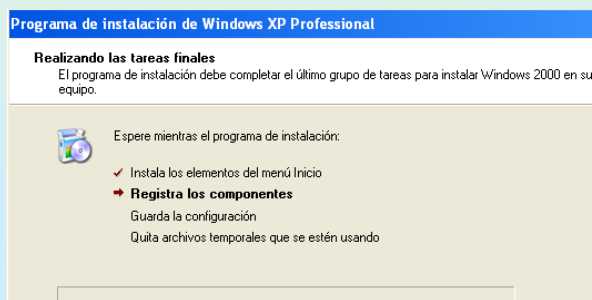 Programa de instalación de Windows XP Professional
Realizando las tareas finales
El programa de instalación debe completar el último grupo de tareas para instalar Windows 2000 en su
equipo.
Espere mientras el programa de instalación:
Instala los elementos del menú Inicio
Registra los componentes
Guarda la configuración
Quita archivos temporales que se estén usando